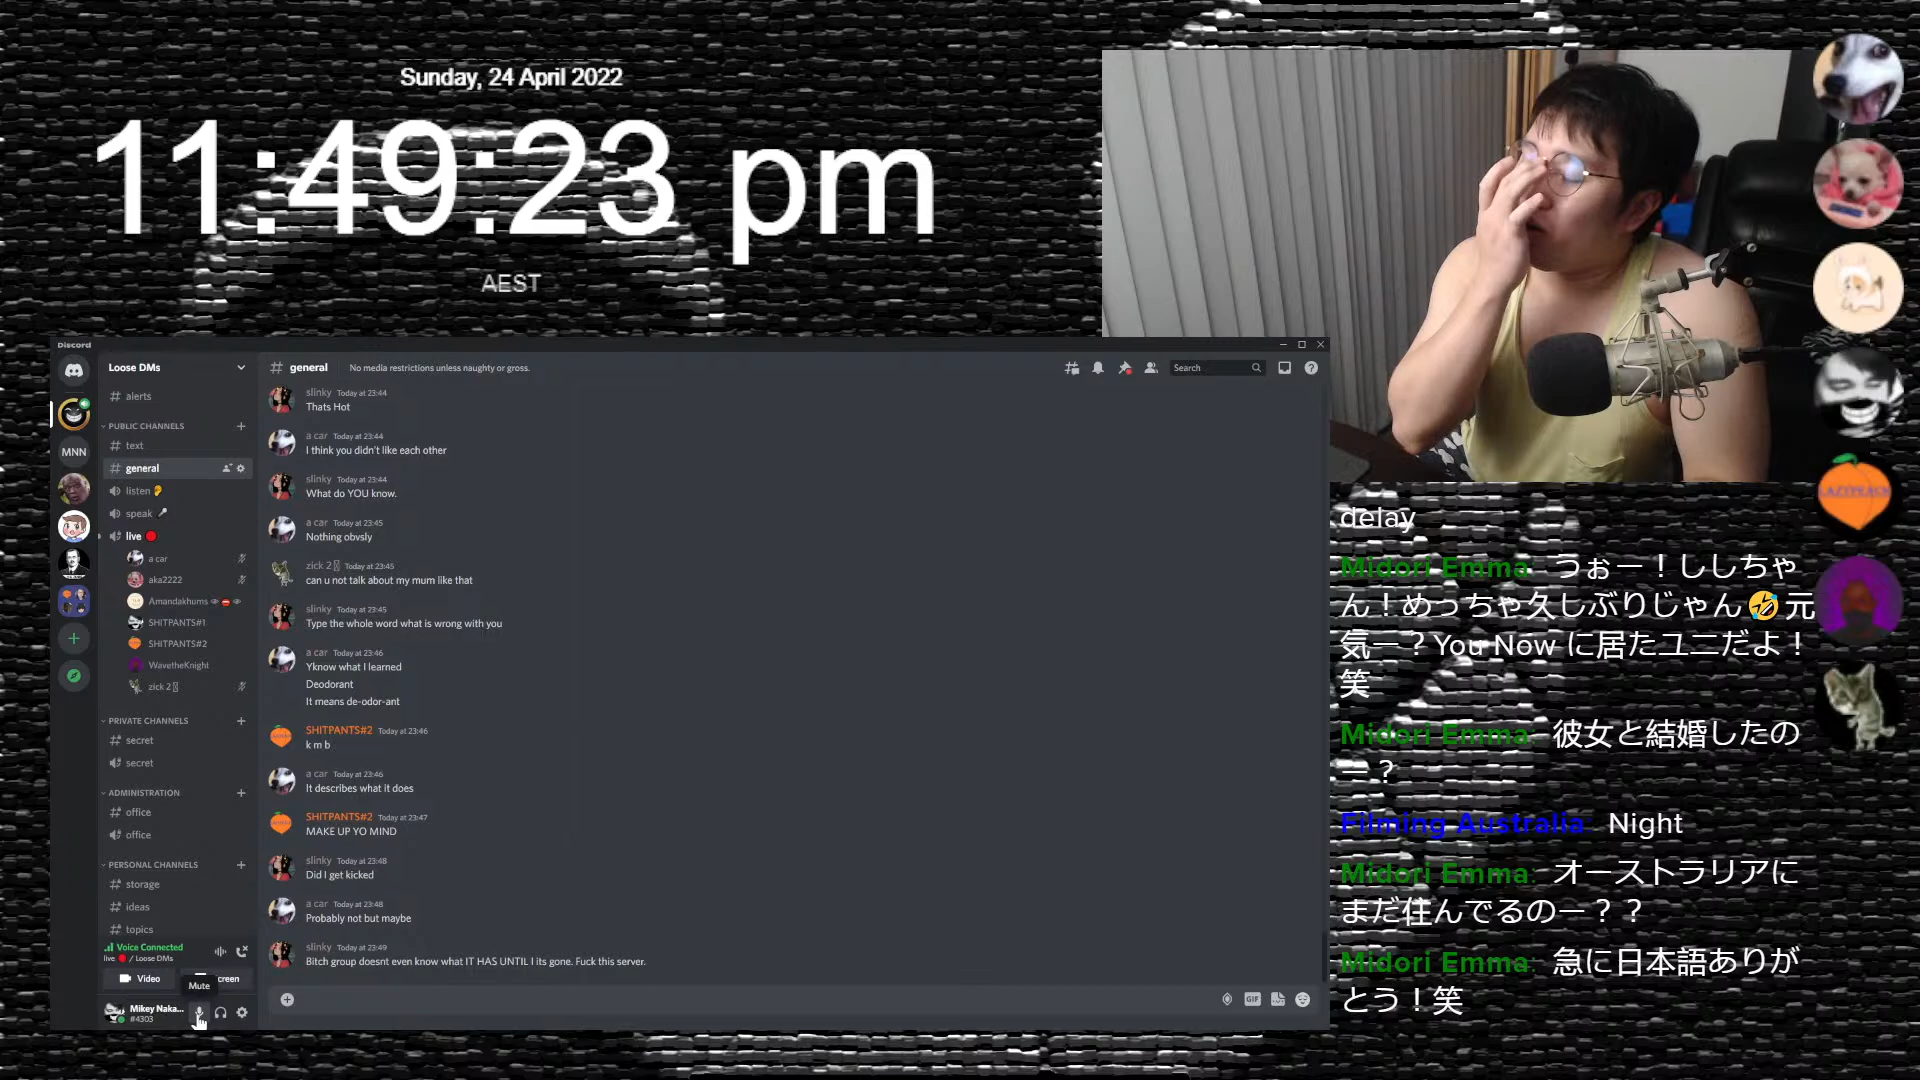 Sunday, 24 April 2022
11:49:23 pm
AEST
Discord
Loose DMs
alerts
PUBLIC CHANNELS
text
general
listen
speak
live
a car
aka2222
Amandakhums
SHITPANTS#1
SHITPANTS#2
WavetheKnight
zick 2
PRIVATE CHANNELS
secret
secret
ADMINISTRATION
office
office
PERSONAL CHANNELS
storage
ideas
topics
Voice Connected
live / Loose DMs
Video
creen
Mute
Mikey Naka...
#4303
MNN
general No media restrictions unless naughty or gross.
Search
slinky Today at 23:44
Thats Hot
a car Today at 23:44
I think you didn't like each other
slinky Today at 23:44
What do YOU know.
a car Today at 23:45
Nothing obvsly
zick 2 Today at 23:45
can u not talk about my mum like that
slinky Today at 23:45
Type the whole word what is wrong with you
a car Today at 23:46
Yknow what I learned
Deodorant
It means de-odor-ant
SHITPANTS#2 Today at 23:46
k m b
a car Today at 23:46
It describes what it does
SHITPANTS#2 Today at 23:47
MAKE UP YO MIND
slinky Today at 23:48
Did I get kicked
a car Today at 23:48
Probably not but maybe
slinky Today at 23:49
Bitch group doesnt even know what IT HAS UNTIL I its gone. Fuck this server.
GIF
delay
Midori Emma: うぉー！ししちゃ
ん！めっちゃ久しぶりじゃん🤣元
気ー？You Now に居たユニだよ！
笑
Midori Emma: 彼女と結婚したの
ー？
Filming Australia: Night
Midori Emma: オーストラリアに
まだ住んでるのー？？
Midori Emma: 急に日本語ありが
とう！笑
LAZYPEACH